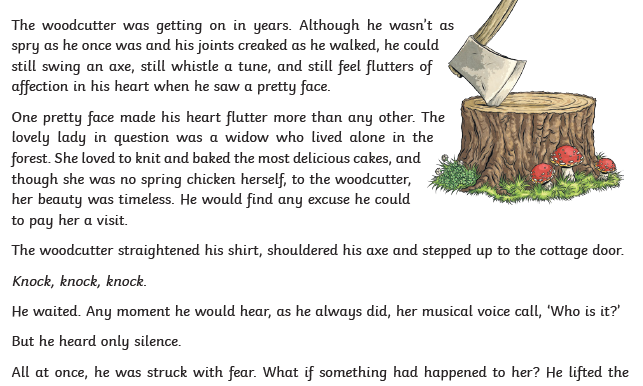 The woodcutter was getting on in years. Although he wasn't as
spry as he once was and his joints creaked as he walked, he could
still swing an axe, still whistle a tune, and still feel flutters of
affection in his heart when he saw a pretty face.
One pretty face made his heart flutter more than any other. The
lovely lady in question was a widow who lived alone in the
forest. She loved to knit and baked the most delicious cakes, and
though she was no spring chicken herself, to the woodcutter,
her beauty was timeless. He would find any excuse he could
to pay her a visit.
The woodcutter straightened his shirt, shouldered his axe and stepped up to the cottage door.
Knock, knock, knock.
He waited. Any moment he would hear, as he always did, her musical voice call, 'Who is it?'
But he heard only silence.
All at once, he was struck with fear. What if something had happened to her? He lifted the